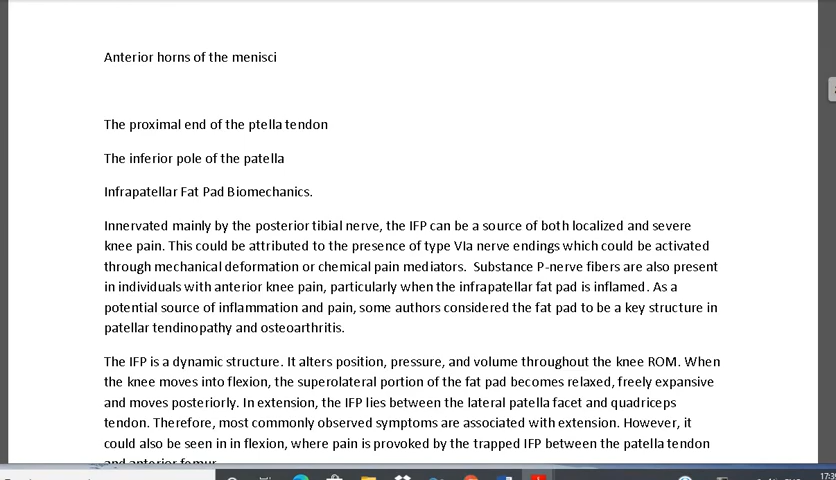 Anterior horns of the menisci
The proximal end of the ptella tendon
The inferior pole of the patella
Infrapatellar Fat Pad Biomechanics.
Innervated mainly by the posterior tibial nerve, the IFP can be a source of both localized and severe
knee pain. This could be attributed to the presence of type VIa nerve endings which could be activated
through mechanical deformation or chemical pain mediators.  Substance P-nerve fibers are also present
in individuals with anterior knee pain, particularly when the infrapatellar fat pad is inflamed. As a
potential source of inflammation and pain, some authors considered the fat pad to be a key structure in
patellar tendinopathy and osteoarthritis.
The IFP is a dynamic structure. It alters position, pressure, and volume throughout the knee ROM. When
the knee moves into flexion, the superolateral portion of the fat pad becomes relaxed, freely expansive
and moves posteriorly. In extension, the IFP lies between the lateral patella facet and quadriceps
tendon. Therefore, most commonly observed symptoms are associated with extension. However, it
could also be seen in in flexion, where pain is provoked by the trapped IFP between the patella tendon
and anterior femur